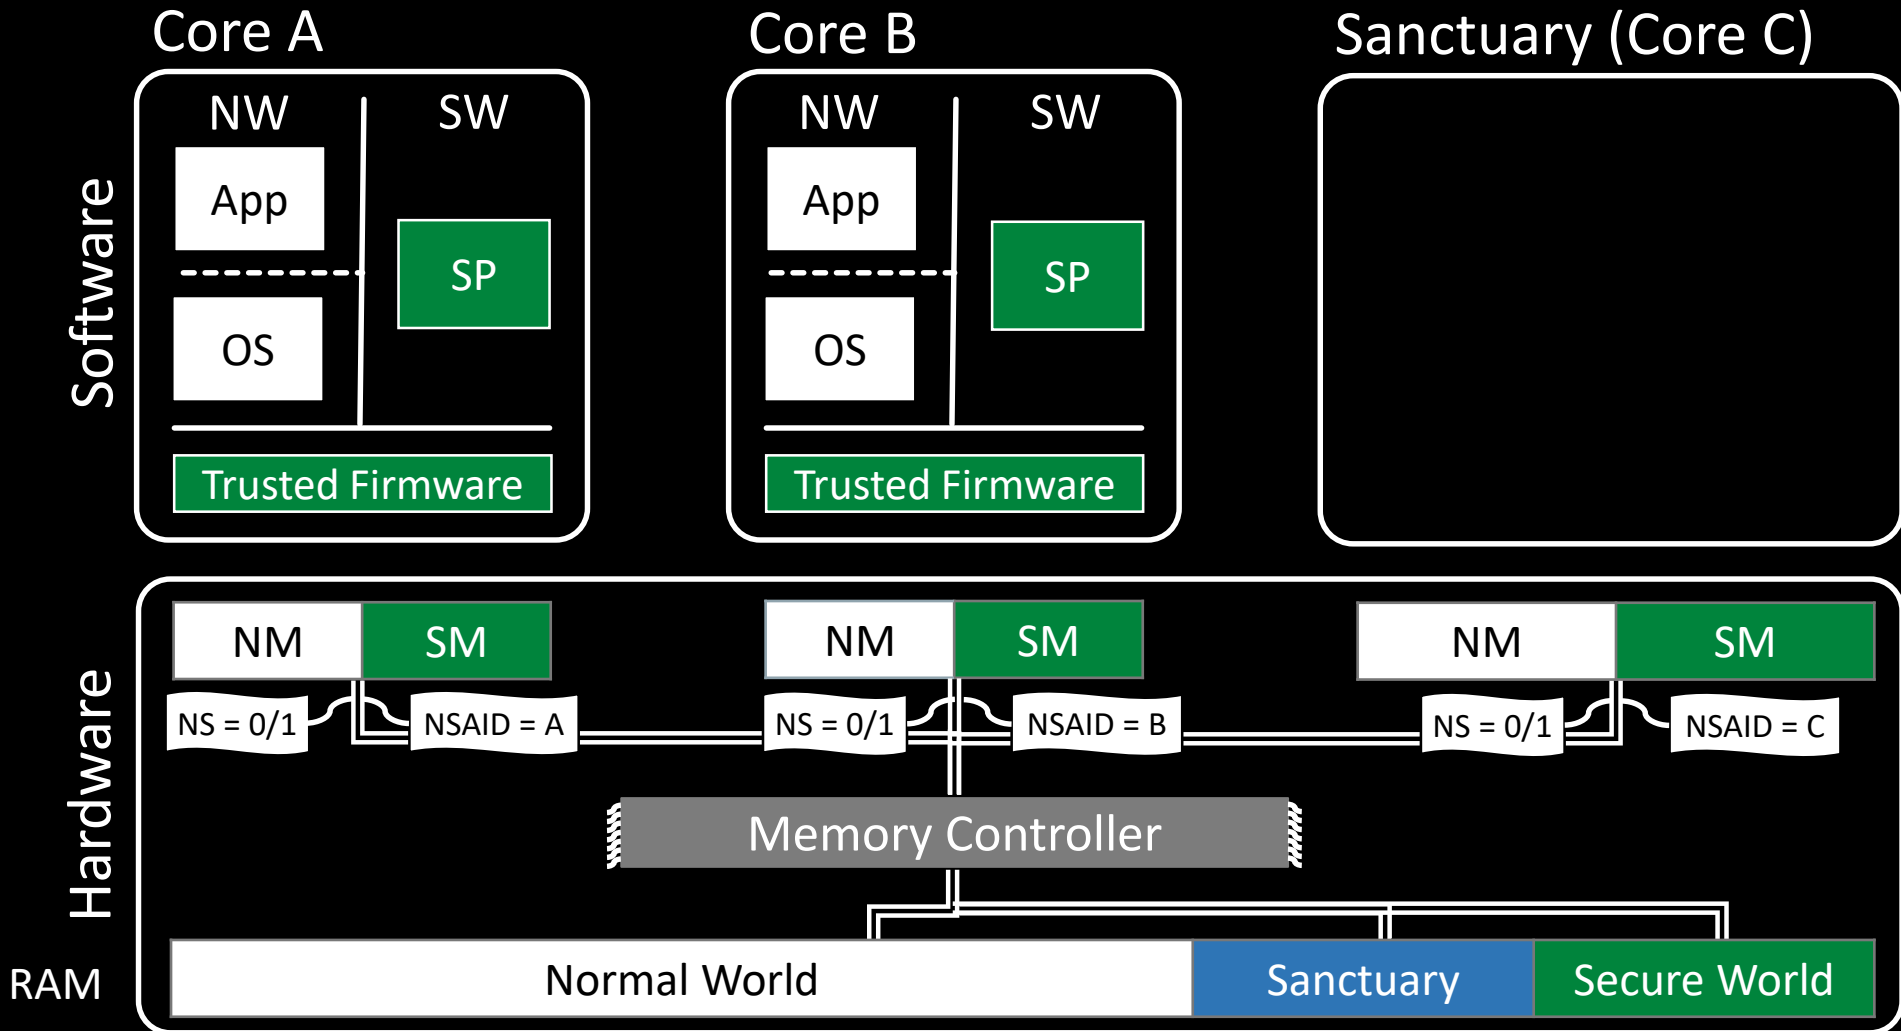 Core A
Core B
Sanctuary (Core C)
Software
NW
SW
App
SP
OS
Trusted Firmware
NW
SW
App
SP
OS
Trusted Firmware
Hardware
NM
SM
NM
SM
NM
SM
NS = 0/1
NSAID = A
NS = 0/1
NSAID = B
NS = 0/1
NSAID = C
Memory Controller
RAM
Normal World
Sanctuary
Secure World